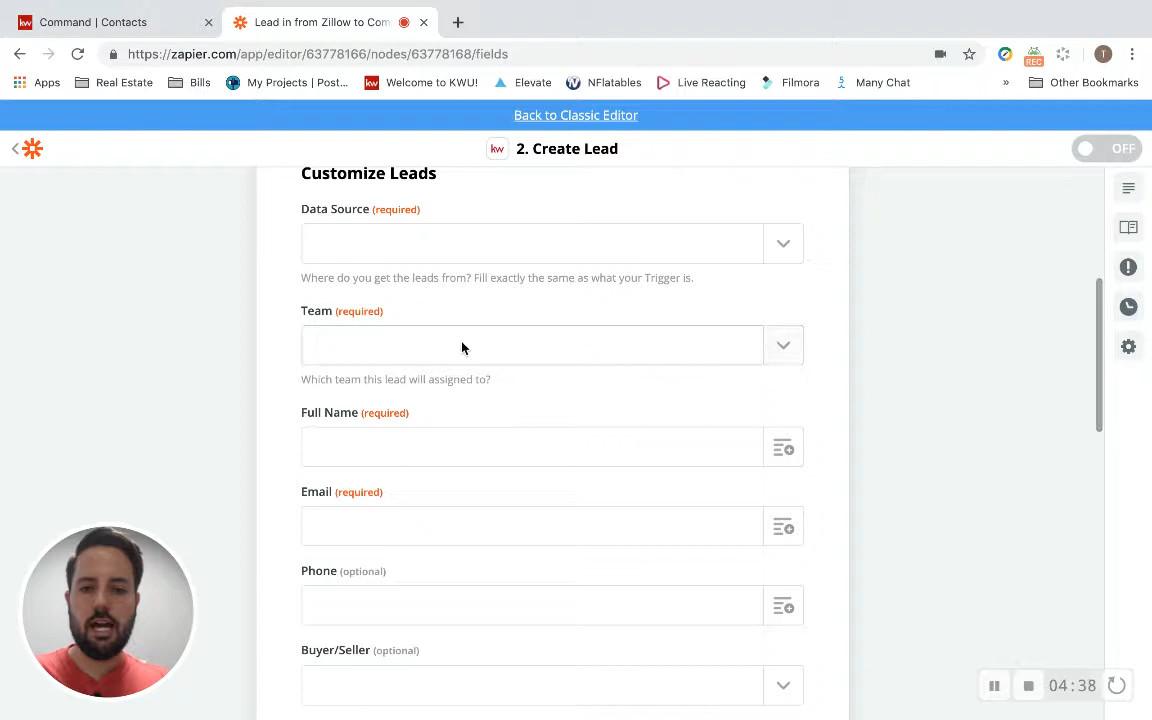 kw Command | Contacts
Lead in from Zillow to Com
https://zapier.com/app/editor/63778166/nodes/63778168/fields
REC
T
Apps
Real Estate
Bills
My Projects | Post...
kw Welcome to KWU!
Elevate
NFlatables
Live Reacting
Filmora
Many Chat
»
Other Bookmarks
Back to Classic Editor
kw 2. Create Lead
OFF
Customize Leads
Data Source (required)
Where do you get the leads from? Fill exactly the same as what your Trigger is.
Team (required)
Which team this lead will assigned to?
Full Name (required)
Email (required)
Phone (optional)
Buyer/Seller (optional)
04:38